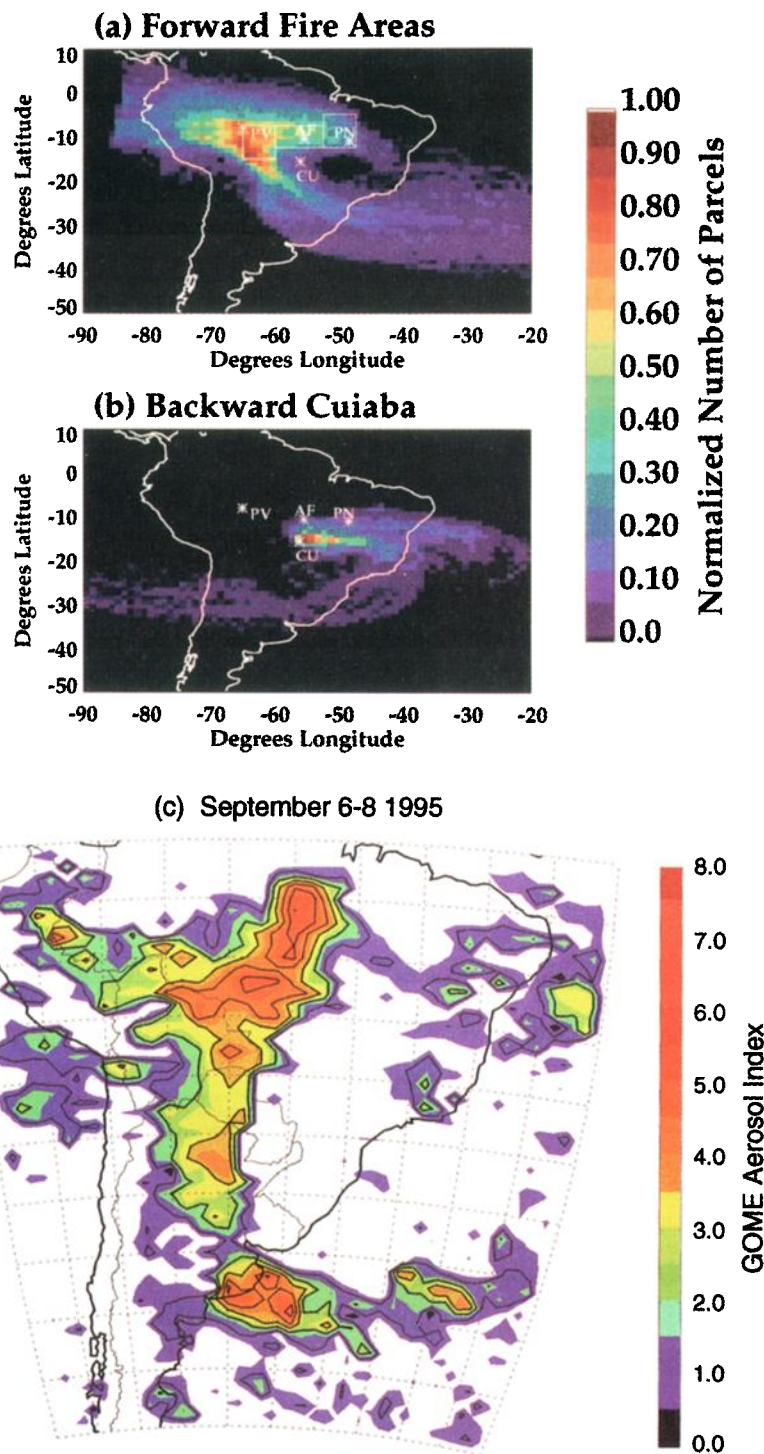 (a) Forward Fire Areas
10
0
-10
-20
-30
-40
-50
Degrees Latitude
PV
AF
PN
CU
-90 -80 -70 -60 -50 -40 -30 -20
Degrees Longitude
(b) Backward Cuiaba
10
0
-10
-20
-30
-40
-50
Degrees Latitude
PV
AF
PN
CU
-90 -80 -70 -60 -50 -40 -30 -20
Degrees Longitude
1.00
0.90
0.80
0.70
0.60
0.50
0.40
0.30
0.20
0.10
0.0
Normalized Number of Parcels
(c) September 6-8 1995
8.0
7.0
6.0
5.0
4.0
3.0
2.0
1.0
0.0
GOME Aerosol Index